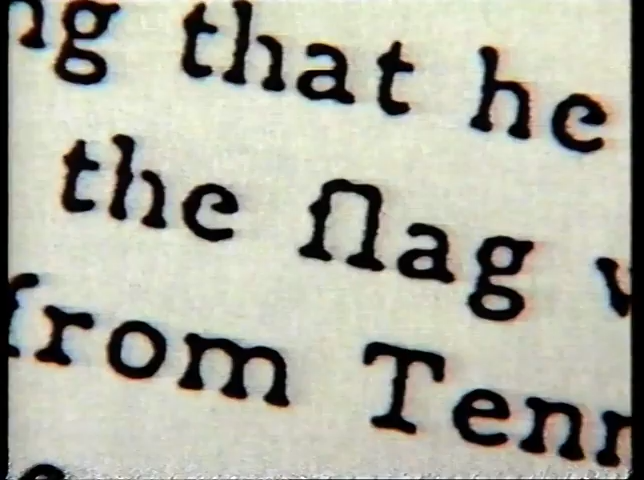 ng that he
the flag
from Tenn